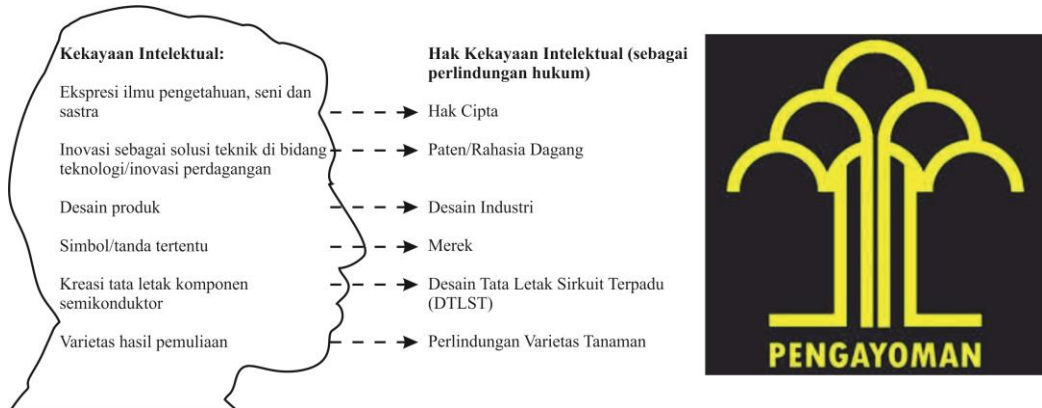 Kekayaan Intelektual:
Ekspresi ilmu pengetahuan, seni dan
sastra
Inovasi sebagai solusi teknik di bidang
teknologi/inovasi perdagangan
Desain produk
Simbol/tanda tertentu
Kreasi tata letak komponen
semikonduktor
Varietas hasil pemuliaan
Hak Kekayaan Intelektual (sebagai
perlindungan hukum)
Hak Cipta
Paten/Rahasia Dagang
Desain Industri
Merek
Desain Tata Letak Sirkuit Terpadu
(DTLST)
Perlindungan Varietas Tanaman
PENGAYOMAN